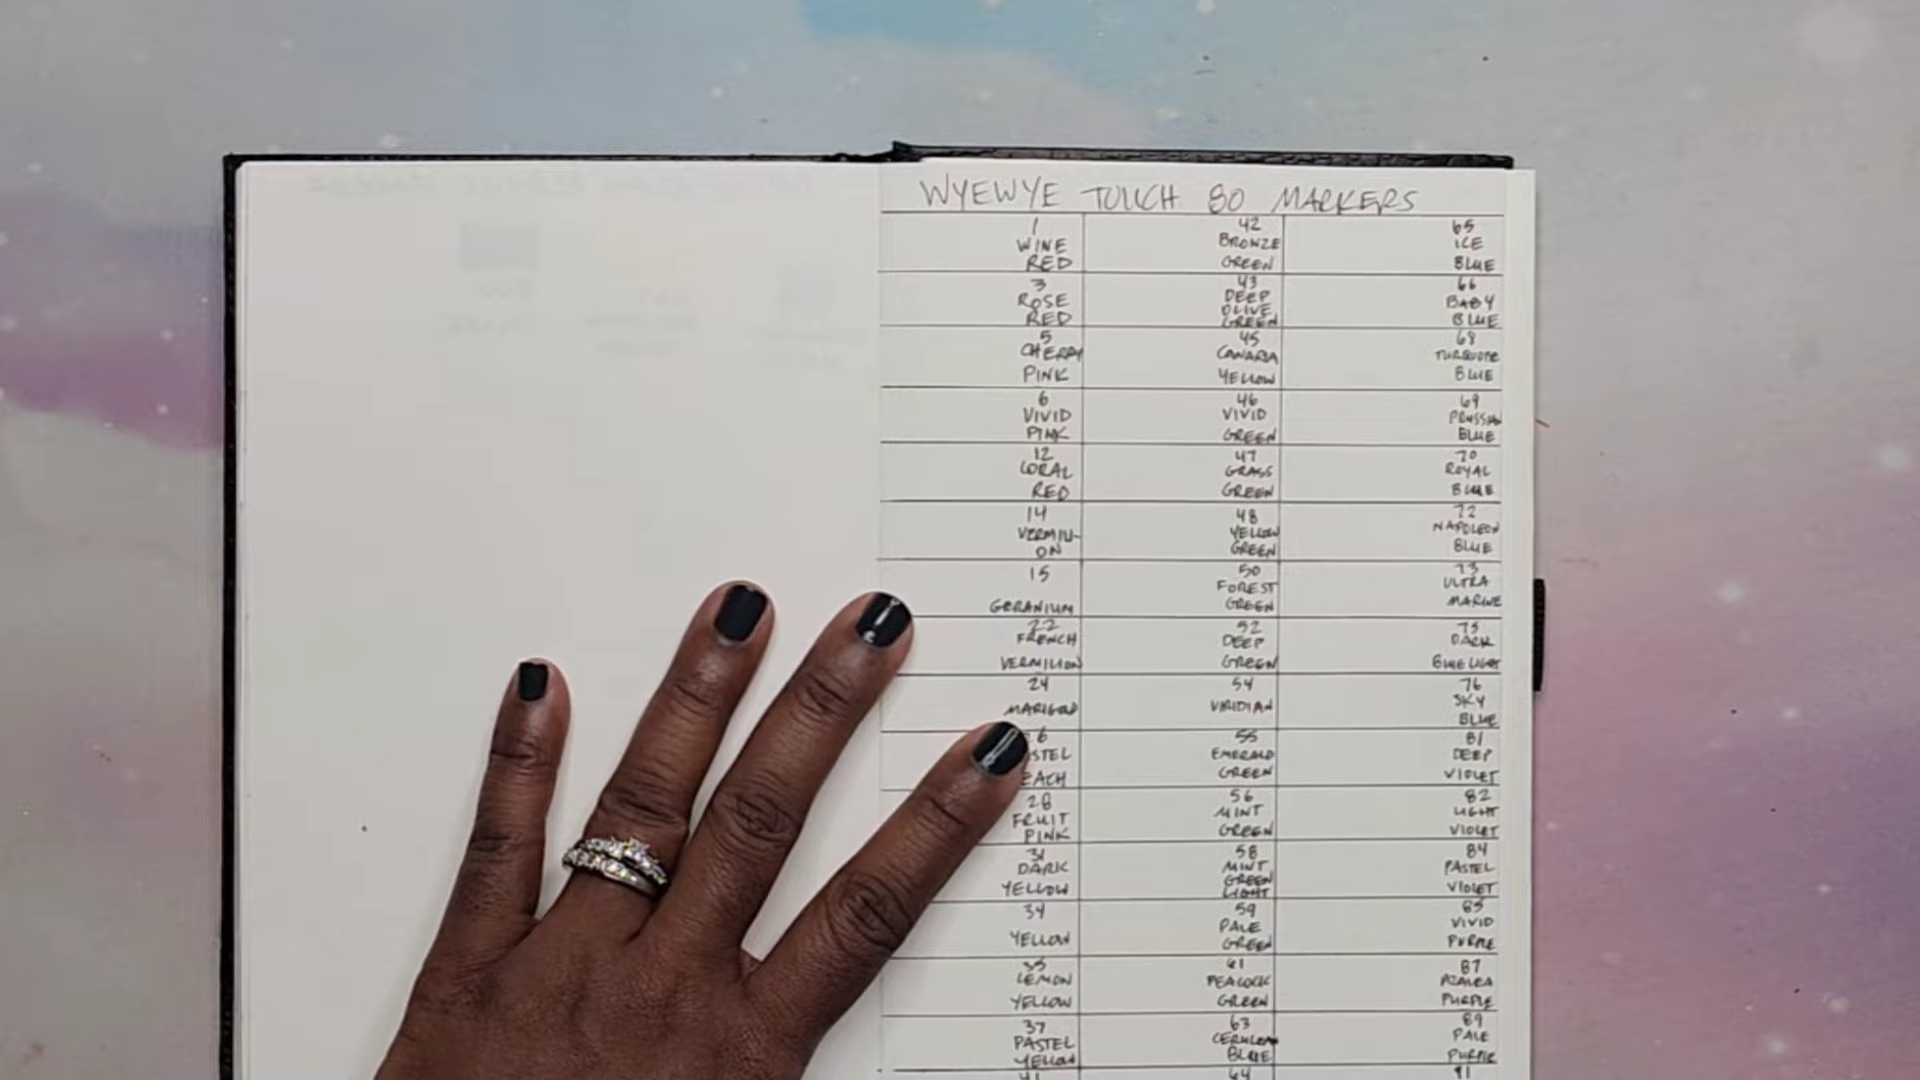 WYEWYE TOUCH 80 MARKERS
1
WINE
RED
42
BRONZE
GREEN
65
ICE
BLUE
3
ROSE
RED
43
DEEP
OLIVE
GREEN
66
BABY
BLUE
5
CHERRY
PINK
45
CANARIA
YELLOW
68
TURQUOISE
BLUE
6
VIVID
PINK
46
VIVID
GREEN
69
PRUSSIAN
BLUE
12
CORAL
RED
47
GRASS
GREEN
70
ROYAL
BLUE
14
VERMILI-
ON
48
YELLOW
GREEN
72
NAPOLEON
BLUE
15
GERANIUM
50
FOREST
GREEN
73
ULTRA
MARINE
22
FRENCH
VERMILION
52
DEEP
GREEN
75
DARK
BLUE LIGHT
24
MARIGOLD
54
VIRIDIAN
76
SKY
BLUE
6
STEL
EACH
55
EMERALD
GREEN
81
DEEP
VIOLET
28
FRUIT
PINK
56
MINT
GREEN
82
LIGHT
VIOLET
31
DARK
YELLOW
58
MINT
GREEN
LIGHT
84
PASTEL
VIOLET
34
YELLOW
59
PALE
GREEN
85
VIVID
PURPLE
35
LEMON
YELLOW
61
PEACOCK
GREEN
87
AZALEA
PURPLE
37
PASTEL
YELLOW
63
CERULEAN
BLUE
89
PALE
PURPLE
41
64
91